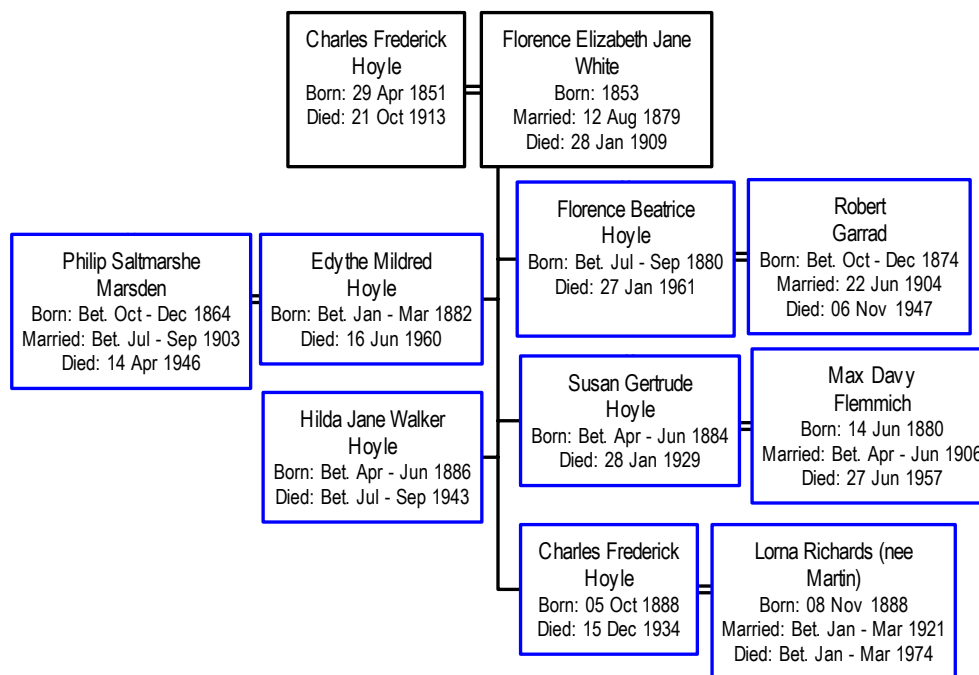 Charles Frederick
Hoyle
Born: 29 Apr 1851
Died: 21 Oct 1913
Florence Elizabeth Jane
White
Born: 1853
Married: 12 Aug 1879
Died: 28 Jan 1909
Florence Beatrice
Hoyle
Born: Bet. Jul - Sep 1880
Died: 27 Jan 1961
Robert
Garrad
Born: Bet. Oct - Dec 1874
Married: 22 Jun 1904
Died: 06 Nov 1947
Philip Saltmarshe
Marsden
Born: Bet. Oct - Dec 1864
Married: Bet. Jul - Sep 1903
Died: 14 Apr 1946
Edythe Mildred
Hoyle
Born: Bet. Jan - Mar 1882
Died: 16 Jun 1960
Susan Gertrude
Hoyle
Born: Bet. Apr - Jun 1884
Died: 28 Jan 1929
Max Davy
Flemmich
Born: 14 Jun 1880
Married: Bet. Apr - Jun 1906
Died: 27 Jun 1957
Hilda Jane Walker
Hoyle
Born: Bet. Apr - Jun 1886
Died: Bet. Jul - Sep 1943
Charles Frederick
Hoyle
Born: 05 Oct 1888
Died: 15 Dec 1934
Lorna Richards (nee
Martin)
Born: 08 Nov 1888
Married: Bet. Jan - Mar 1921
Died: Bet. Jan - Mar 1974